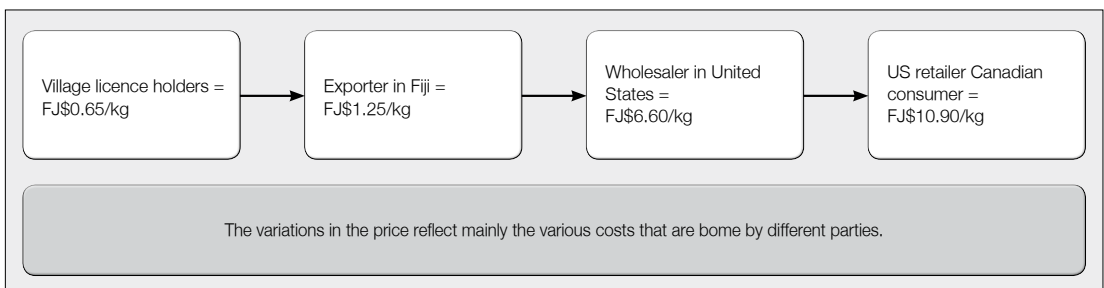 Village licence holders =
FJ$0.65/kg
Exporter in Fiji =
FJ$1.25/kg
Wholesaler in United
States =
FJ$6.60/kg
US retailer Canadian
consumer =
FJ$10.90/kg
The variations in the price reflect mainly the various costs that are bome by different parties.